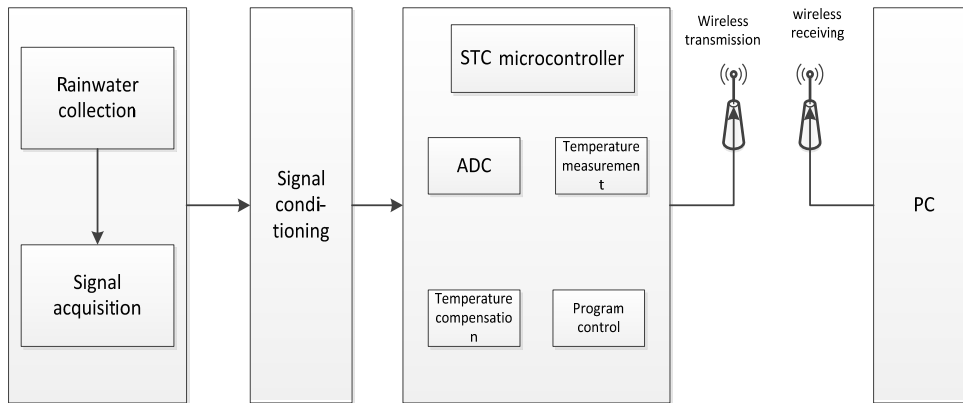 Rainwater
collection
Signal
acquisition
Signal
condi-
tioning
STC microcontroller
ADC
Temperature
measuremen
t
Temperature
compensatio
n
Program
control
Wireless
transmission
wireless
receiving
PC